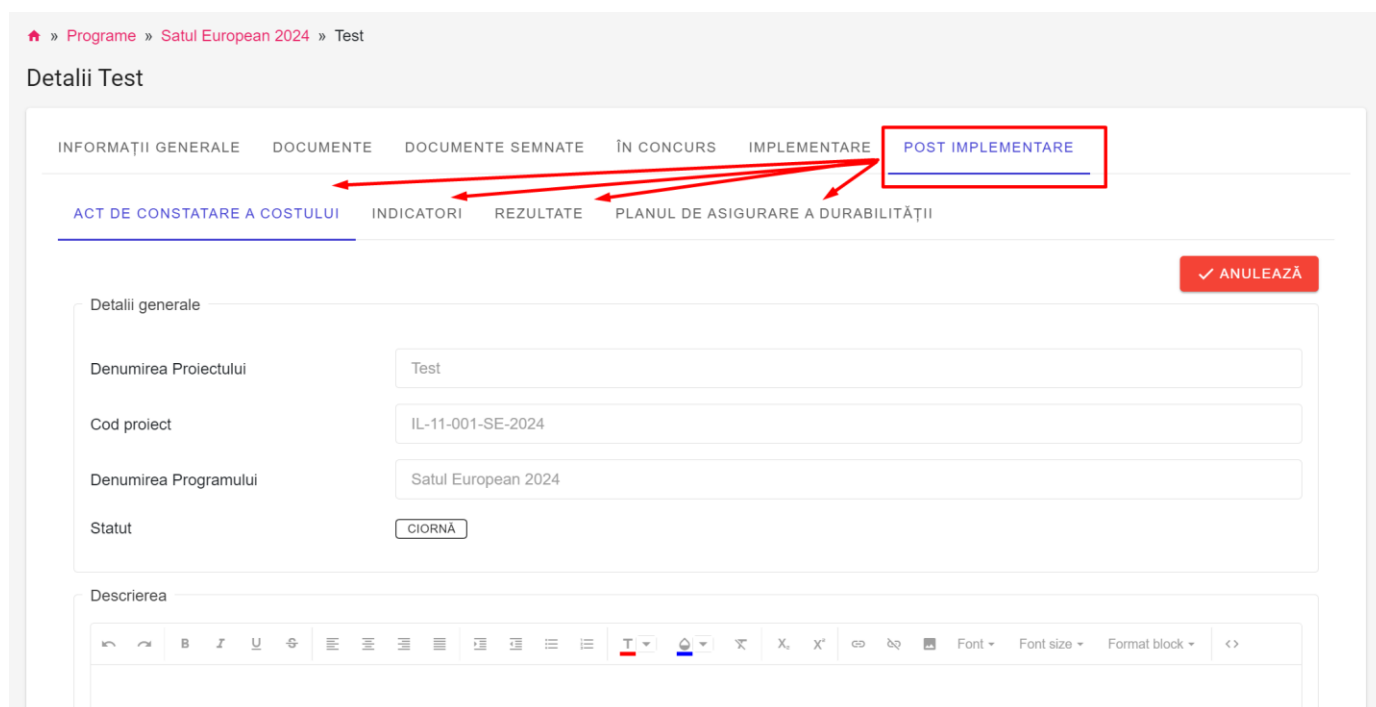 » Programe » Satul European 2024 » Test
Detalii Test
INFORMAȚII GENERALE DOCUMENTE DOCUMENTE SEMNATE ÎN CONCURS IMPLEMENTARE POST IMPLEMENTARE
ACT DE CONSTATARE A COSTULUI INDICATORI REZULTATE PLANUL DE ASIGURARE A DURABILITĂȚII
ANULEAZĂ
Detalii generale
Denumirea Proiectului Test
Cod proiect IL-11-001-SE-2024
Denumirea Programului Satul European 2024
Statut CIORNĂ
Descrierea
B I U S T X₂ X² Font Font size Format block <>